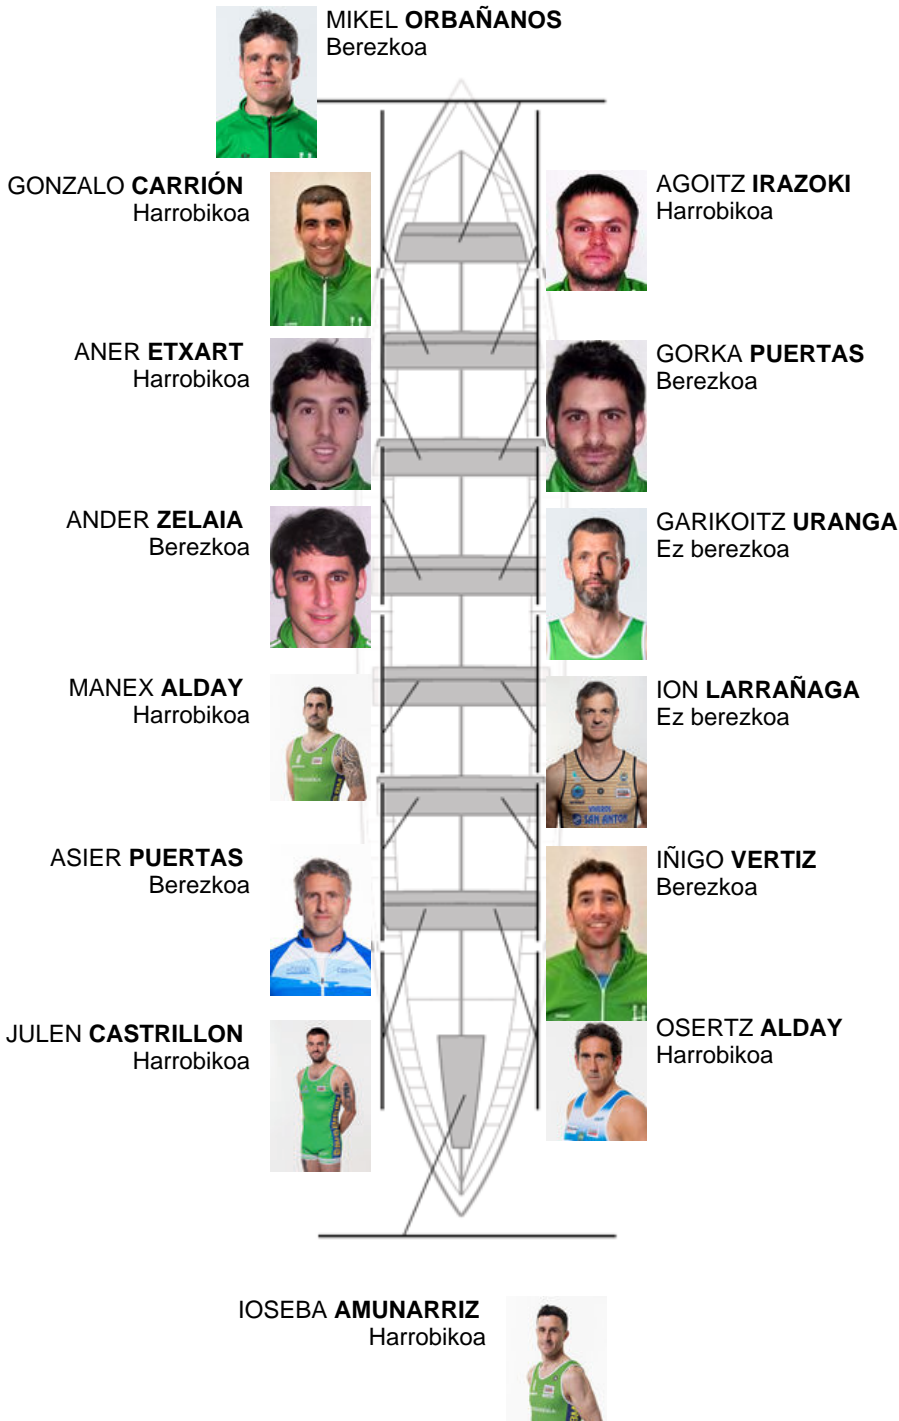 MIKEL ORBAÑANOS
Berezkoa
GONZALO CARRIÓN
Harrobikoa
AGOITZ IRAZOKI
Harrobikoa
ANER ETXART
Harrobikoa
GORKA PUERTAS
Berezkoa
ANDER ZELAIA
Berezkoa
GARIKOITZ URANGA
Ez berezkoa
MANEX ALDAY
Harrobikoa
ION LARRAÑAGA
Ez berezkoa
SAN ANTON
ASIER PUERTAS
Berezkoa
IÑIGO VERTIZ
Berezkoa
JULEN CASTRILLON
Harrobikoa
OSERTZ ALDAY
Harrobikoa
IOSEBA AMUNARRIZ
Harrobikoa